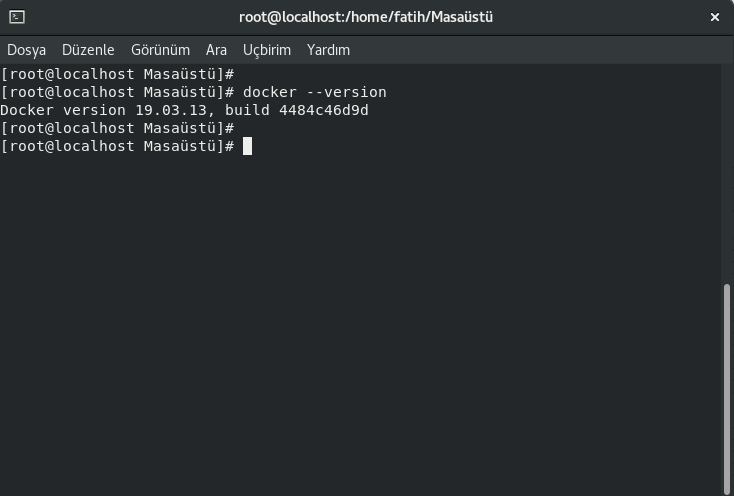 root@localhost:/home/fatih/Masaüstü
Dosya Düzenle Görünüm Ara Uçbirim Yardım
[root@localhost Masaüstü]#
[root@localhost Masaüstü]# docker --version
Docker version 19.03.13, build 4484c46d9d
[root@localhost Masaüstü]#
[root@localhost Masaüstü]#